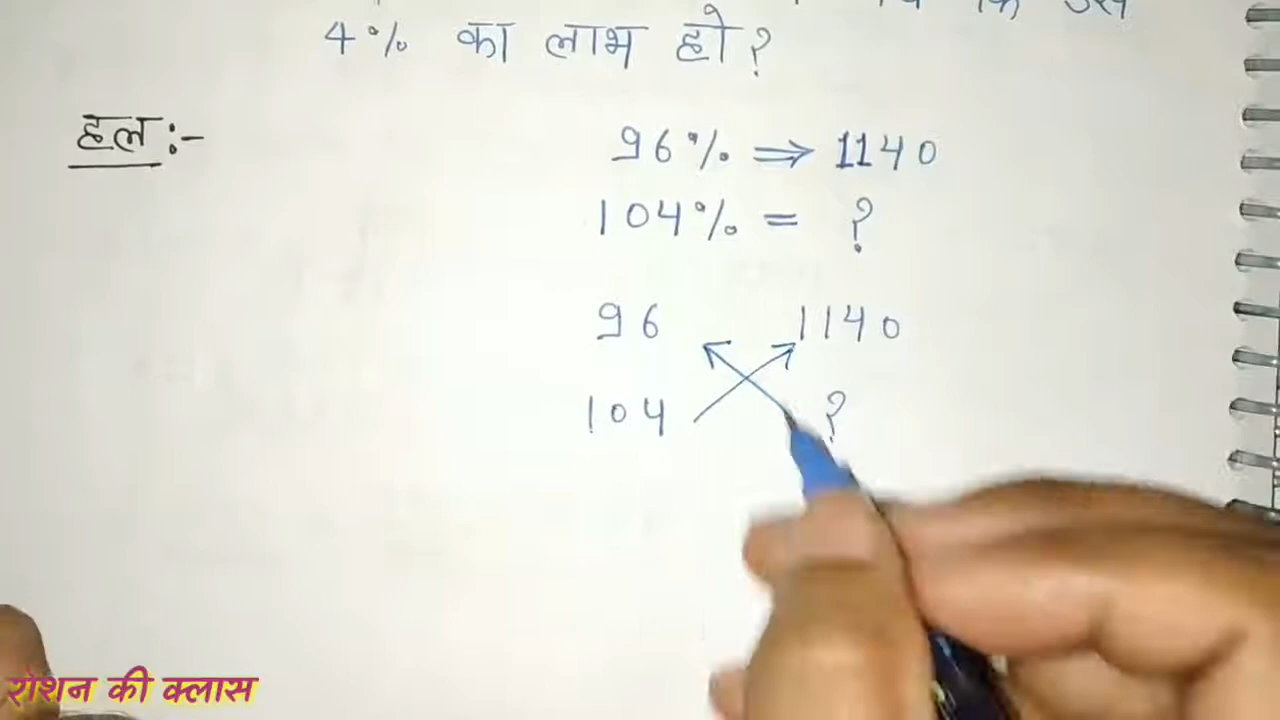 4% का लाभ हो?
हल:-
96% ⇒ 1140
104% = ?
96 1140
104 ?
रोशन की क्लास